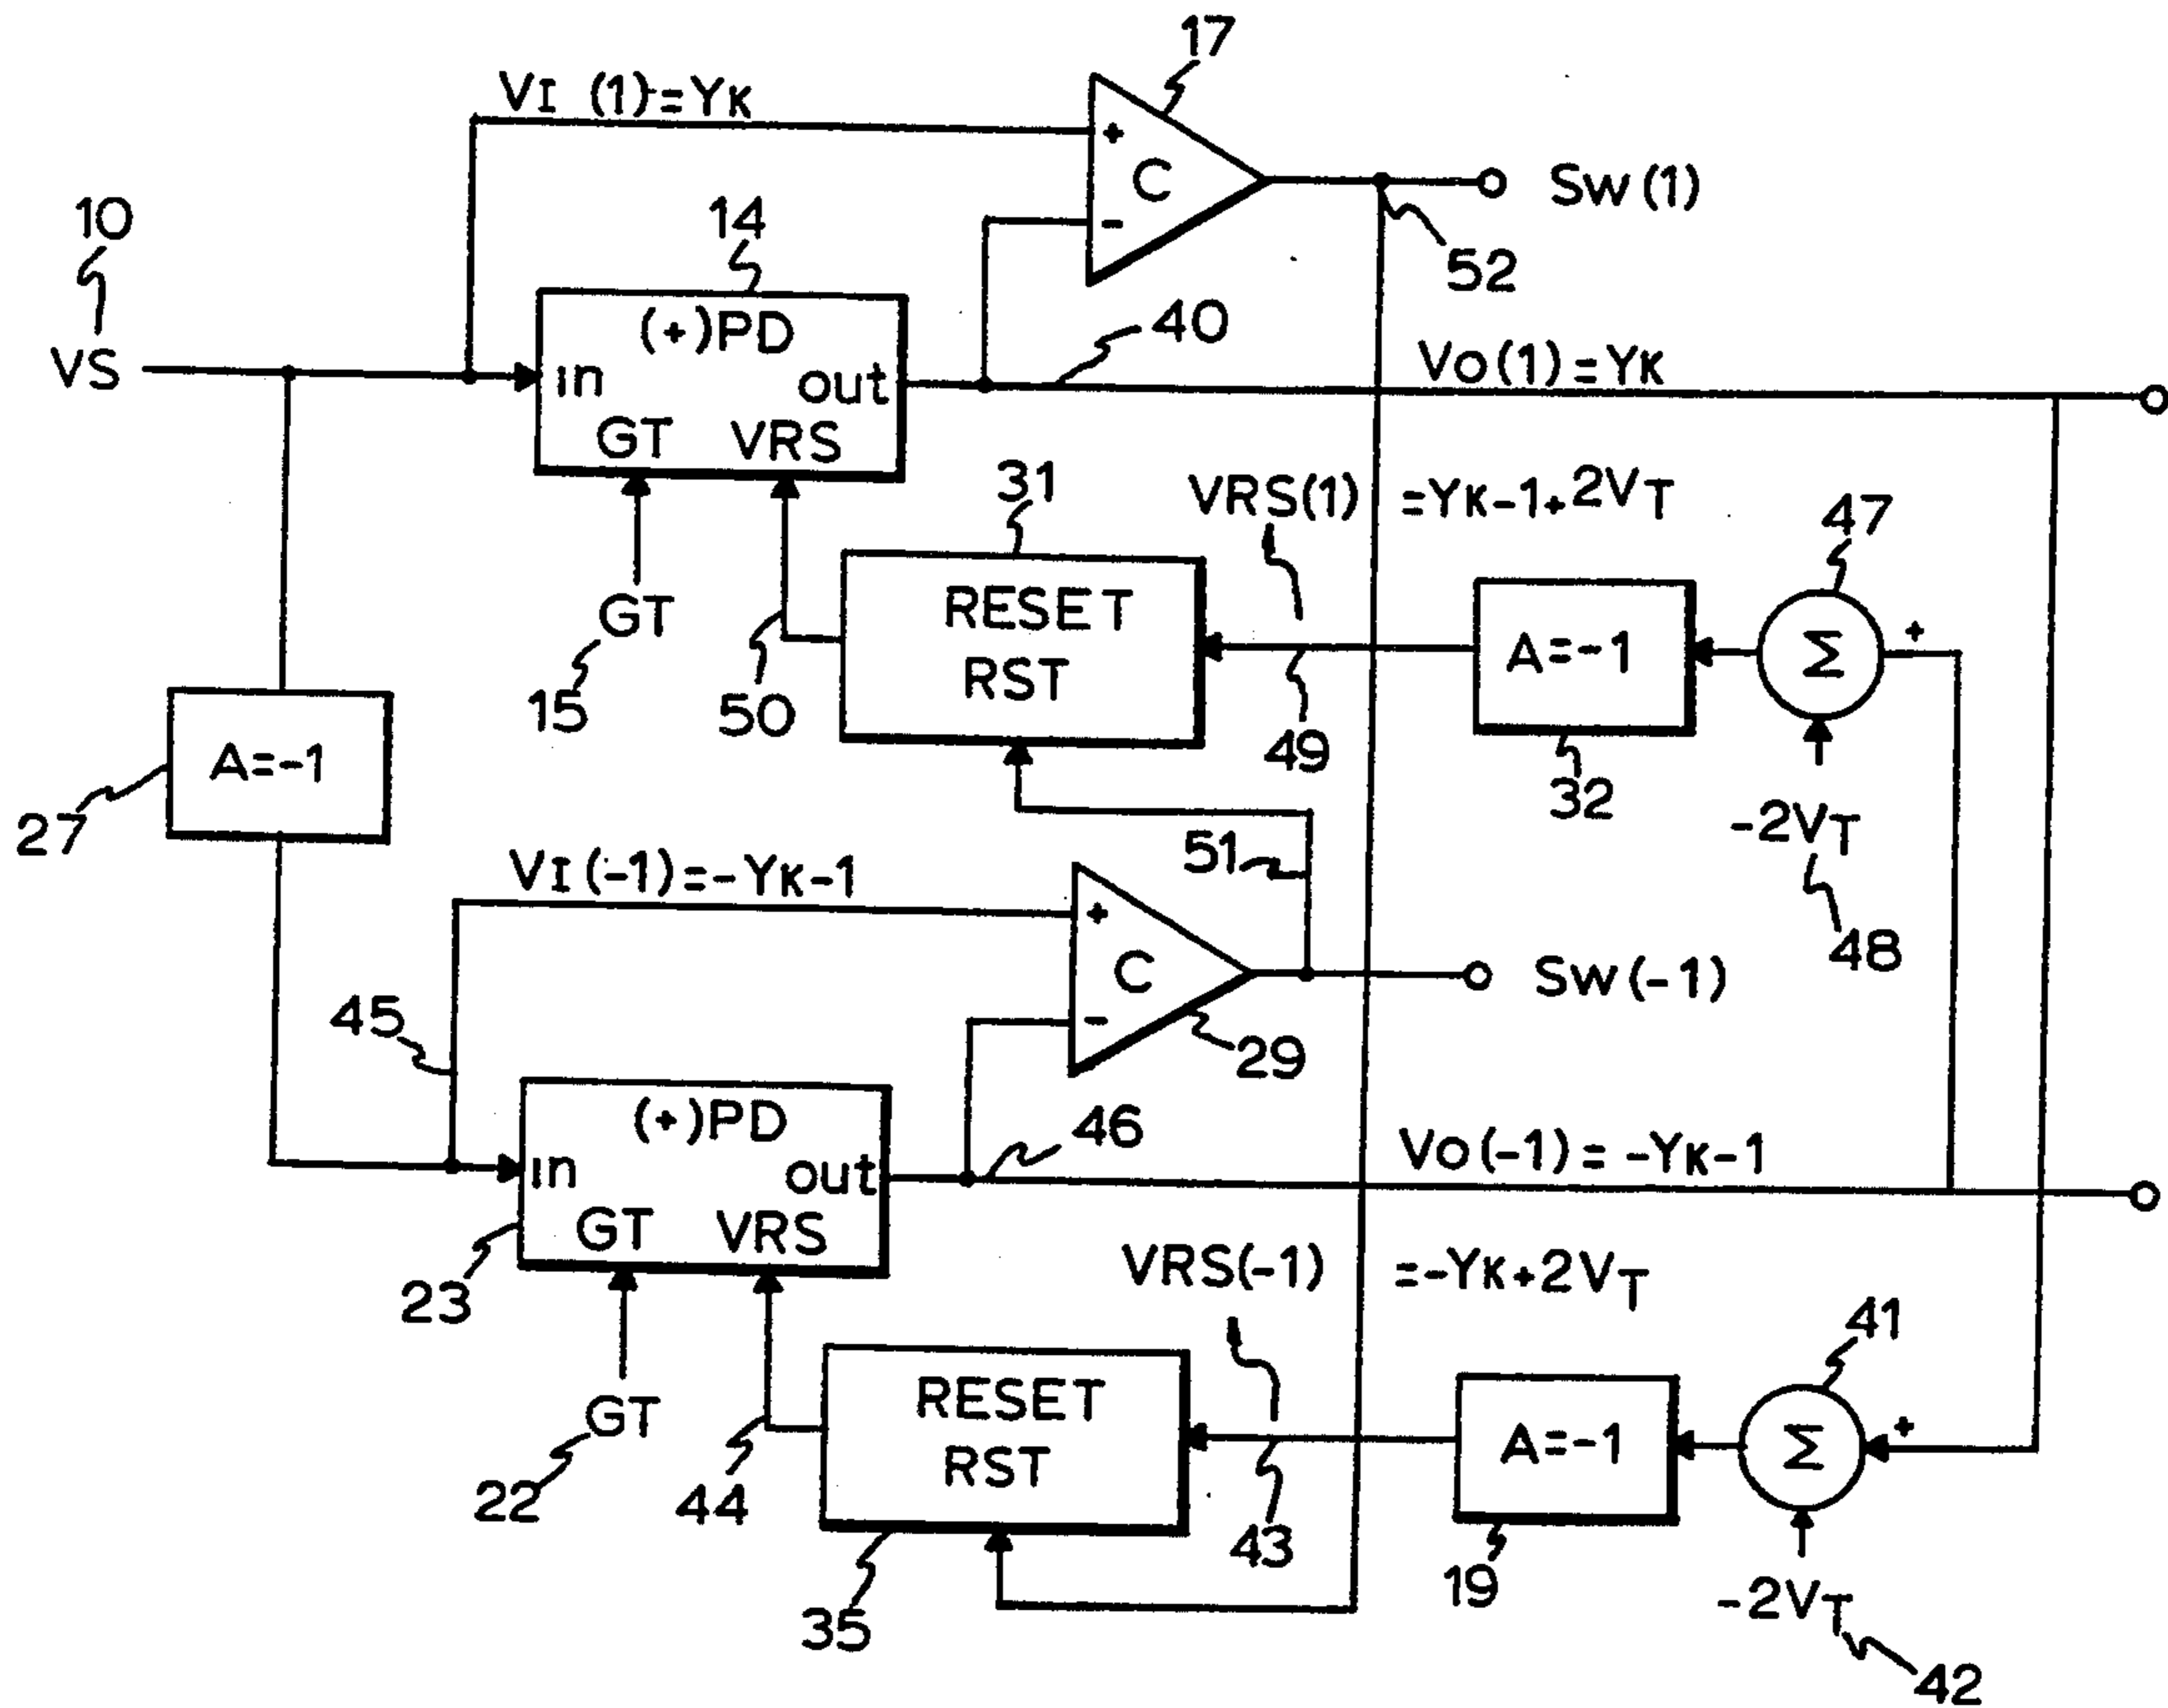 17
VI (1)=YK
+
C
-
SW(1)
52
10
14
VS
(+)PD
in
out
GT
VRS
40
VO(1)=YK
31
VRS(1) =YK-1+2VT
47
GT
15
50
RESET
RST
49
A=-1
32
Σ
+
-2VT
48
A=-1
27
VI(-1)=-YK-1
51
+
C
-
SW(-1)
29
45
(+)PD
in
out
GT
VRS
23
46
VO(-1)=-YK-1
VRS(-1) =-YK+2VT
41
GT
22
44
RESET
RST
35
43
A=-1
19
Σ
+
-2VT
42